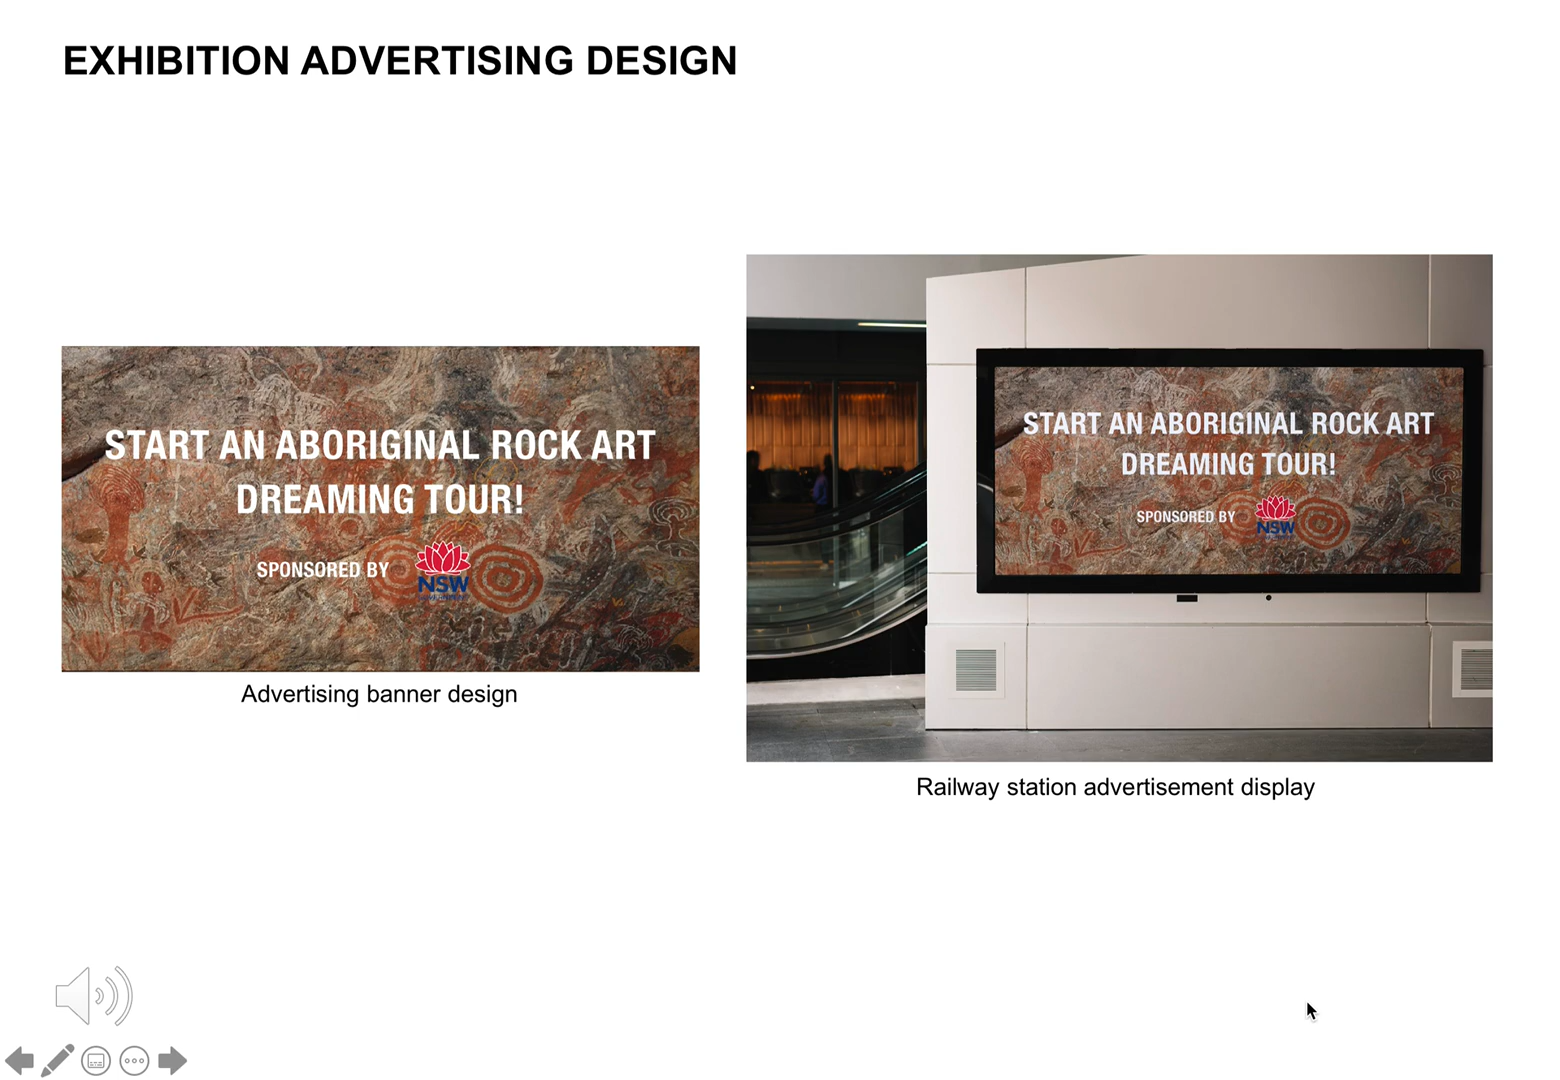 EXHIBITION ADVERTISING DESIGN
START AN ABORIGINAL ROCK ART
DREAMING TOUR!
SPONSORED BY
NSW
Advertising banner design
START AN ABORIGINAL ROCK ART
DREAMING TOUR!
SPONSORED BY
NSW
Railway station advertisement display